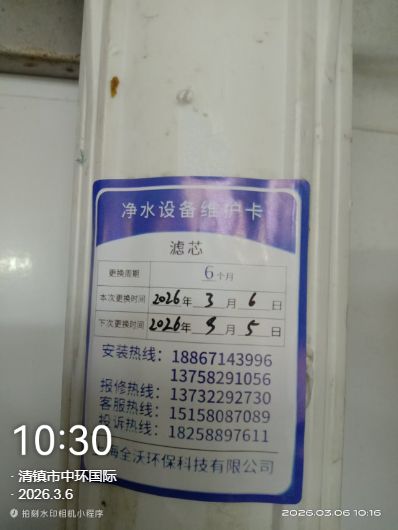 净水设备维护卡
滤芯
更换周期 6个月
本次更换时间 2026年 3月 6日
下次更换时间 2026年 9月 5日
安装热线：18867143996
13758291056
报修热线：13732292730
客服热线：15158087089
投诉热线：18258897611
海全沃环保科技有限公司
10:30
· 清镇市中环国际
· 2026.3.6
拍刻水印相机小程序
2026.03.06 10:16